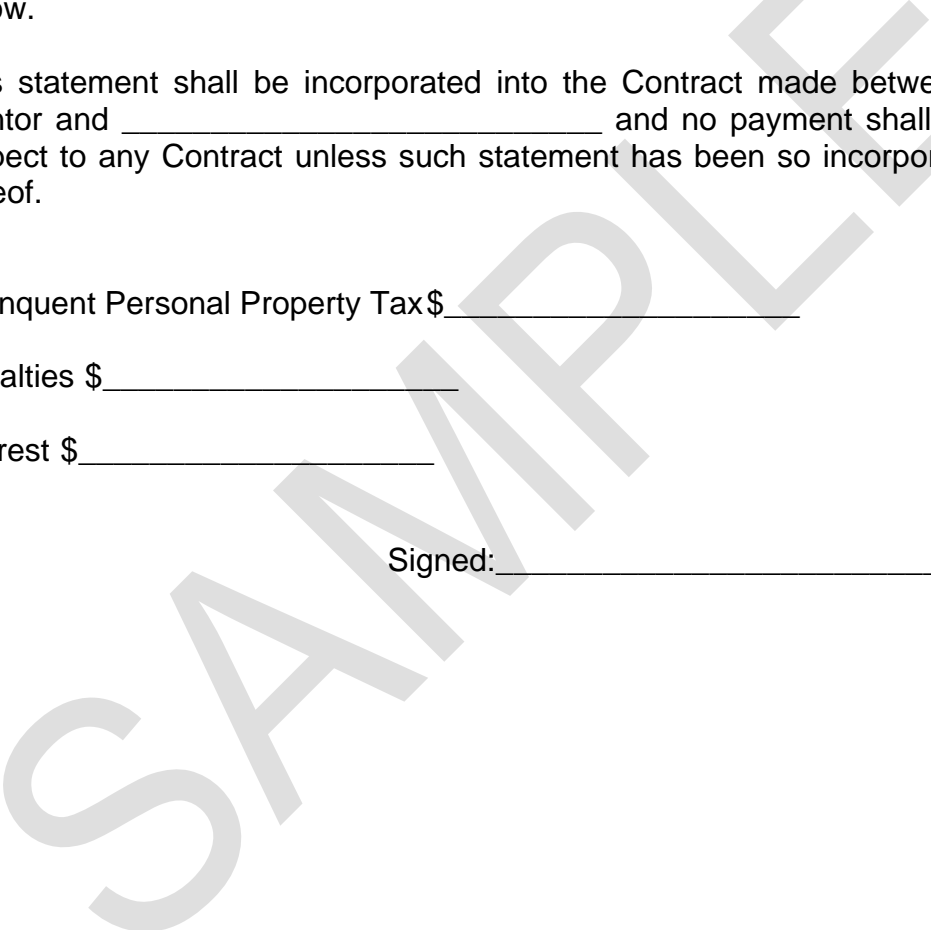 ow.
s statement shall be incorporated into the Contract made betwe
ntor and ___________________________ and no payment shall
pect to any Contract unless such statement has been so incorpor
eof.
nquent Personal Property Tax$____________________
alties $____________________
rest $____________________
Signed:_________________________
SAMPLE